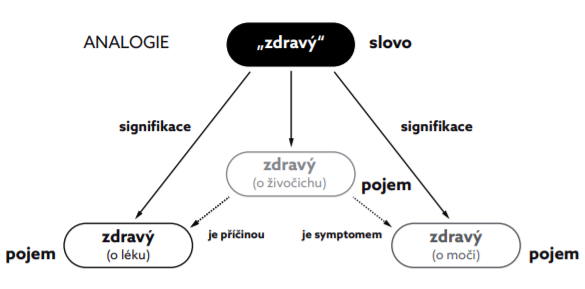 ANALOGIE
„zdravý“
slovo
signifikace
signifikace
zdravý
(o živočichu)
pojem
je příčinou
je symptomem
pojem
zdravý
(o léku)
zdravý
(o moči)
pojem